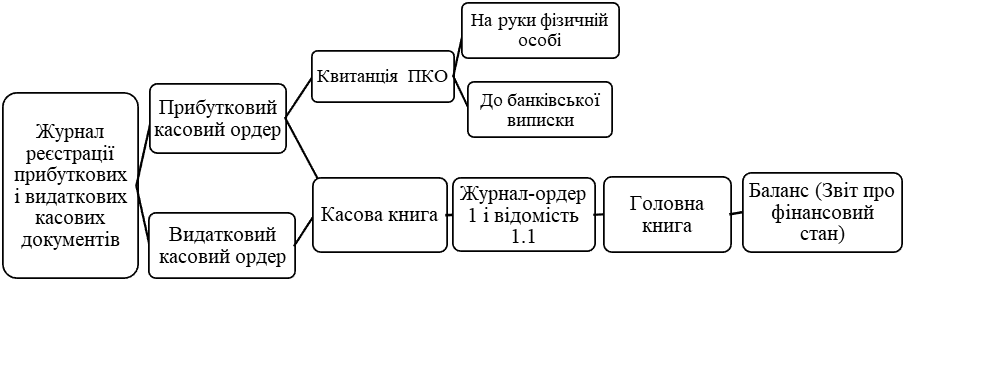 Журнал
реєстрації
прибуткових
і видаткових
касових
документів
Прибутковий
касовий ордер
Видатковий
касовий ордер
Квитанція ПКО
На руки фізичній
особі
До банківської
виписки
Касова книга
Журнал-ордер
1 і відомість
1.1
Головна
книга
Баланс (Звіт про
фінансовий
стан)